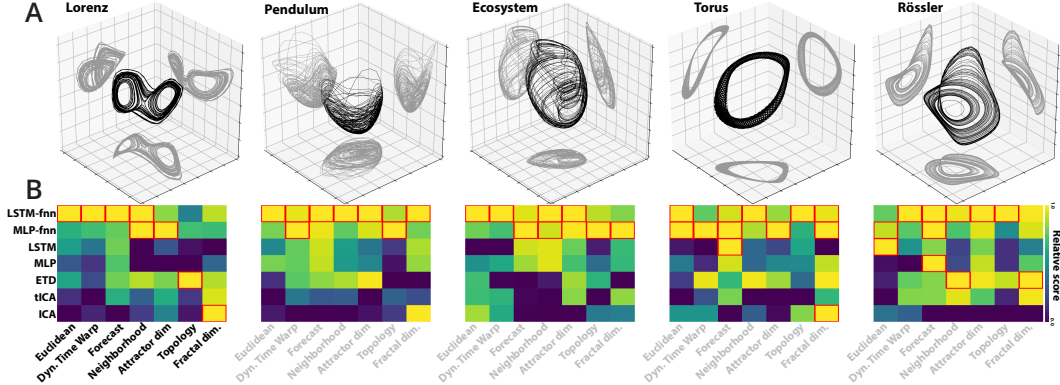 A
Lorenz
Pendulum
Ecosystem
Torus
Rössler
B
LSTM-fnn
MLP-fnn
LSTM
MLP
ETD
tICA
ICA
1.0
Relative score
0.0
Euclidean
Dyn. Time Warp
Forecast
Neighborhood
Attractor dim
Topology
Fractal dim.
Euclidean
Dyn. Time Warp
Forecast
Neighborhood
Attractor dim
Topology
Fractal dim.
Euclidean
Dyn. Time Warp
Forecast
Neighborhood
Attractor dim
Topology
Fractal dim.
Euclidean
Dyn. Time Warp
Forecast
Neighborhood
Attractor dim
Topology
Fractal dim.
Euclidean
Dyn. Time Warp
Forecast
Neighborhood
Attractor dim
Topology
Fractal dim.